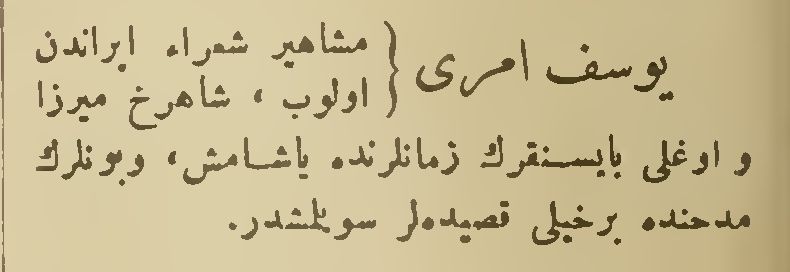 یوسف امری { مشاهیر شعراء ایراندن
اولوب ، شاهرخ میرزا
و اوغلی بایسنقرك زمانلرنده یاشامش، وبونلرك
مدحنده برخیلی قصیده‌لر سویلمشدر.